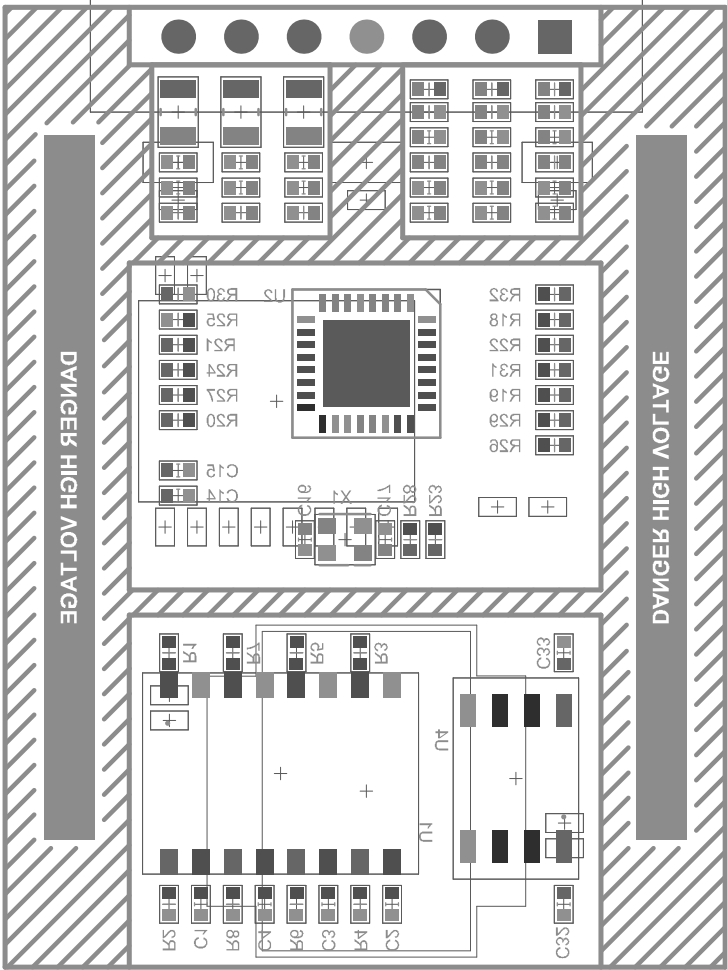 R30
U2
R32
R25
R18
R21
R22
R24
R31
R27
R19
R20
R29
R26
C15
C14
C16
X1
C17
R28
R23
DANGER HIGH VOLTAGE
DANGER HIGH VOLTAGE
R1
R7
R5
R3
C33
U4
U1
R2
C1
R8
C4
R6
C3
R4
C2
C32